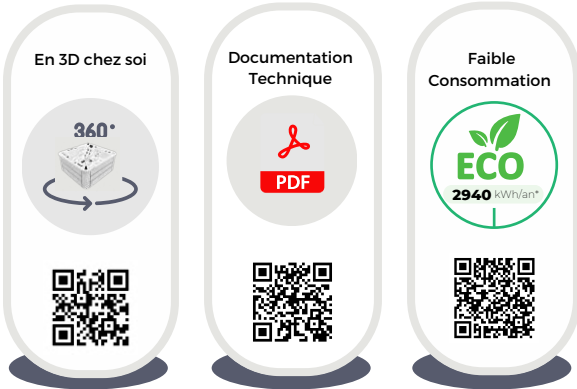 En 3D chez soi
360°
Documentation
Technique
PDF
Faible
Consommation
ECO
2940 kWh/an*